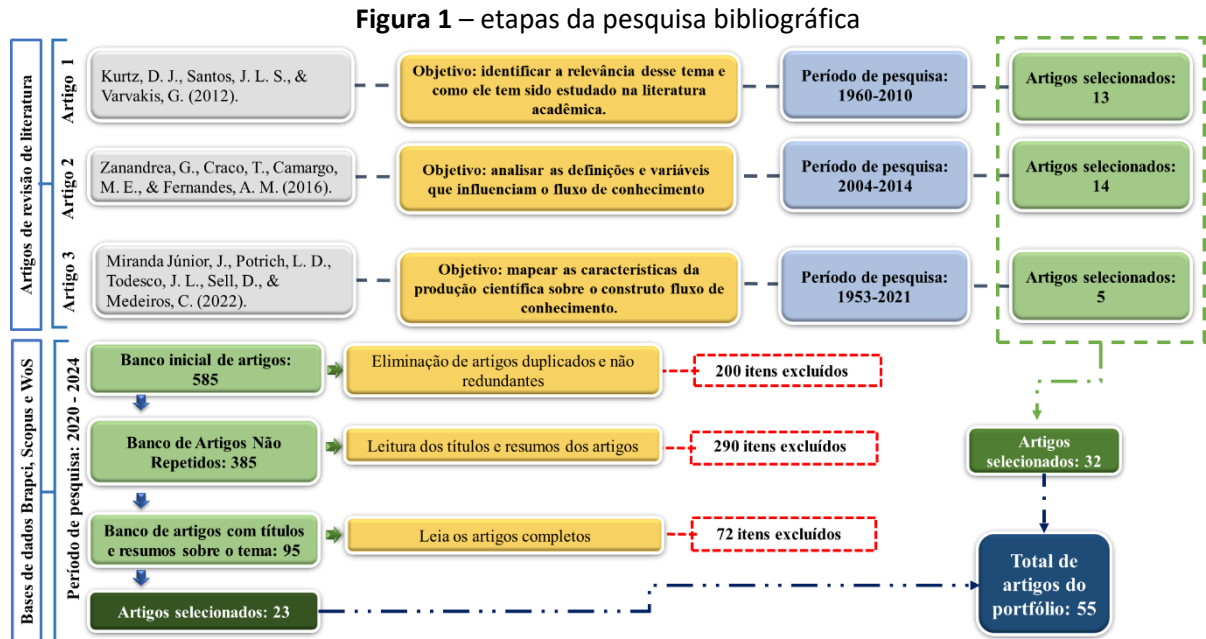 Figura 1 – etapas da pesquisa bibliográfica
Artigos de revisão de literatura
Artigo 1
Kurtz, D. J., Santos, J. L. S., &
Varvakis, G. (2012).
Objetivo: identificar a relevância desse tema e
como ele tem sido estudado na literatura
acadêmica.
Período de pesquisa:
1960-2010
Artigos selecionados:
13
Artigo 2
Zanandrea, G., Craco, T., Camargo,
M. E., & Fernandes, A. M. (2016).
Objetivo: analisar as definições e variáveis
que influenciam o fluxo de conhecimento
Período de pesquisa:
2004-2014
Artigos selecionados:
14
Artigo 3
Miranda Júnior, J., Potrich, L. D.,
Todesco, J. L., Sell, D., &
Medeiros, C. (2022).
Objetivo: mapear as características da
produção científica sobre o construto fluxo de
conhecimento.
Período de pesquisa:
1953-2021
Artigos selecionados:
5
Bases de dados Brapci, Scopus e WoS
Período de pesquisa: 2020 - 2024
Banco inicial de artigos:
585
Eliminação de artigos duplicados e não
redundantes
200 itens excluídos
Banco de Artigos Não
Repetidos: 385
Leitura dos títulos e resumos dos artigos
290 itens excluídos
Artigos
selecionados: 32
Banco de artigos com títulos
e resumos sobre o tema: 95
Leia os artigos completos
72 itens excluídos
Total de
artigos do
portfólio: 55
Artigos selecionados: 23